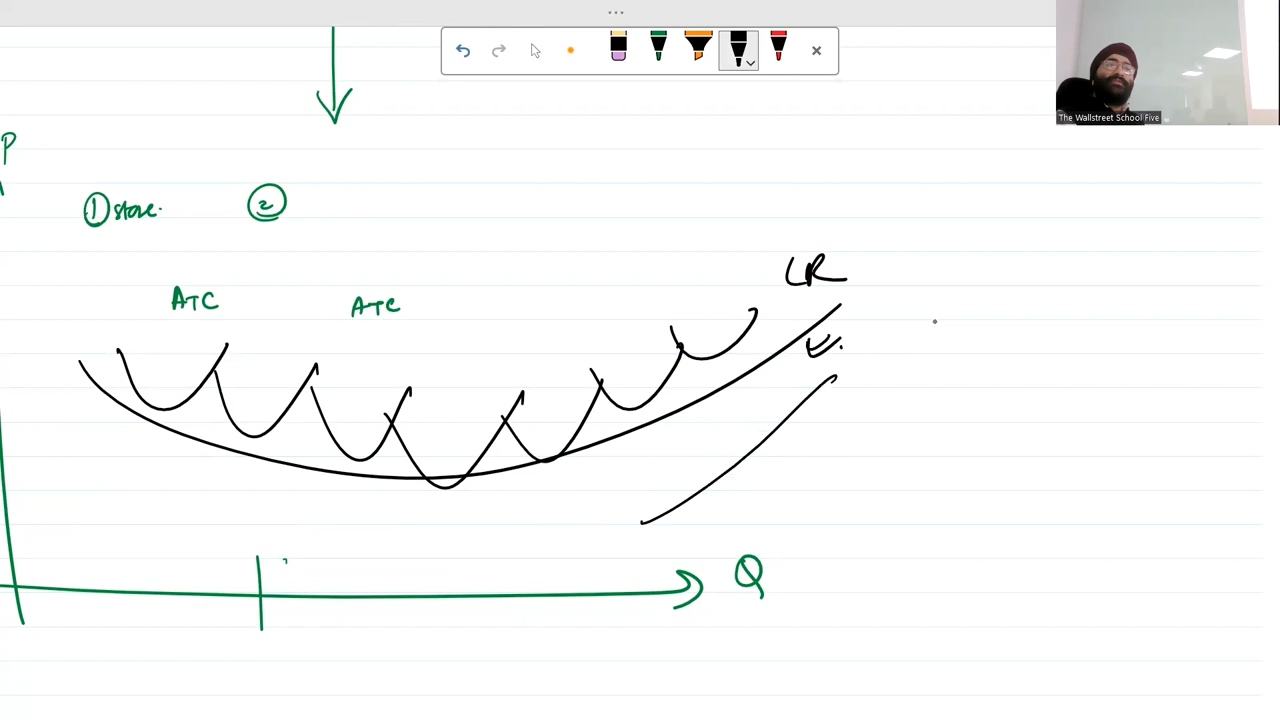 The Wallstreet School Five
P
① store.
②
LR
ATC ATC
E.
Q